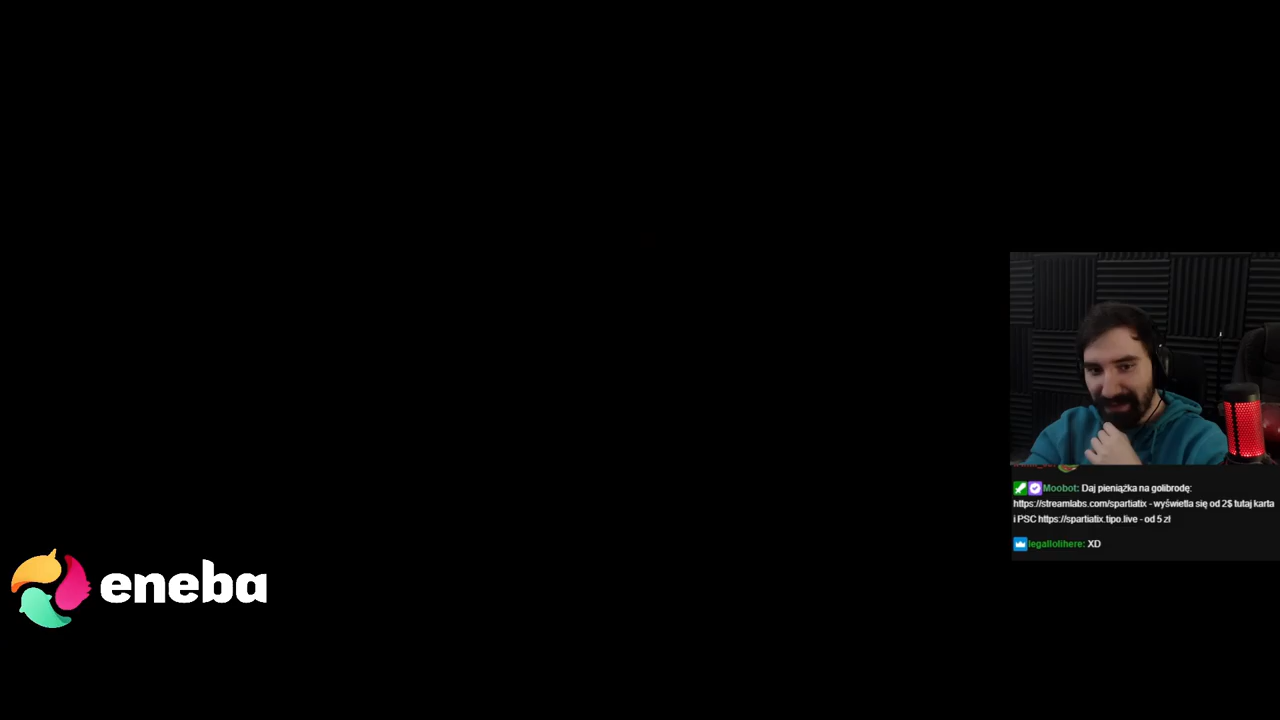 Moobot: Daj pieniążka na golibrodę:
https://streamlabs.com/spartiatix - wyświetla się od 2$ tutaj karta
i PSC https://spartiatix.tipo.live - od 5 zł
legallolihere: XD
eneba